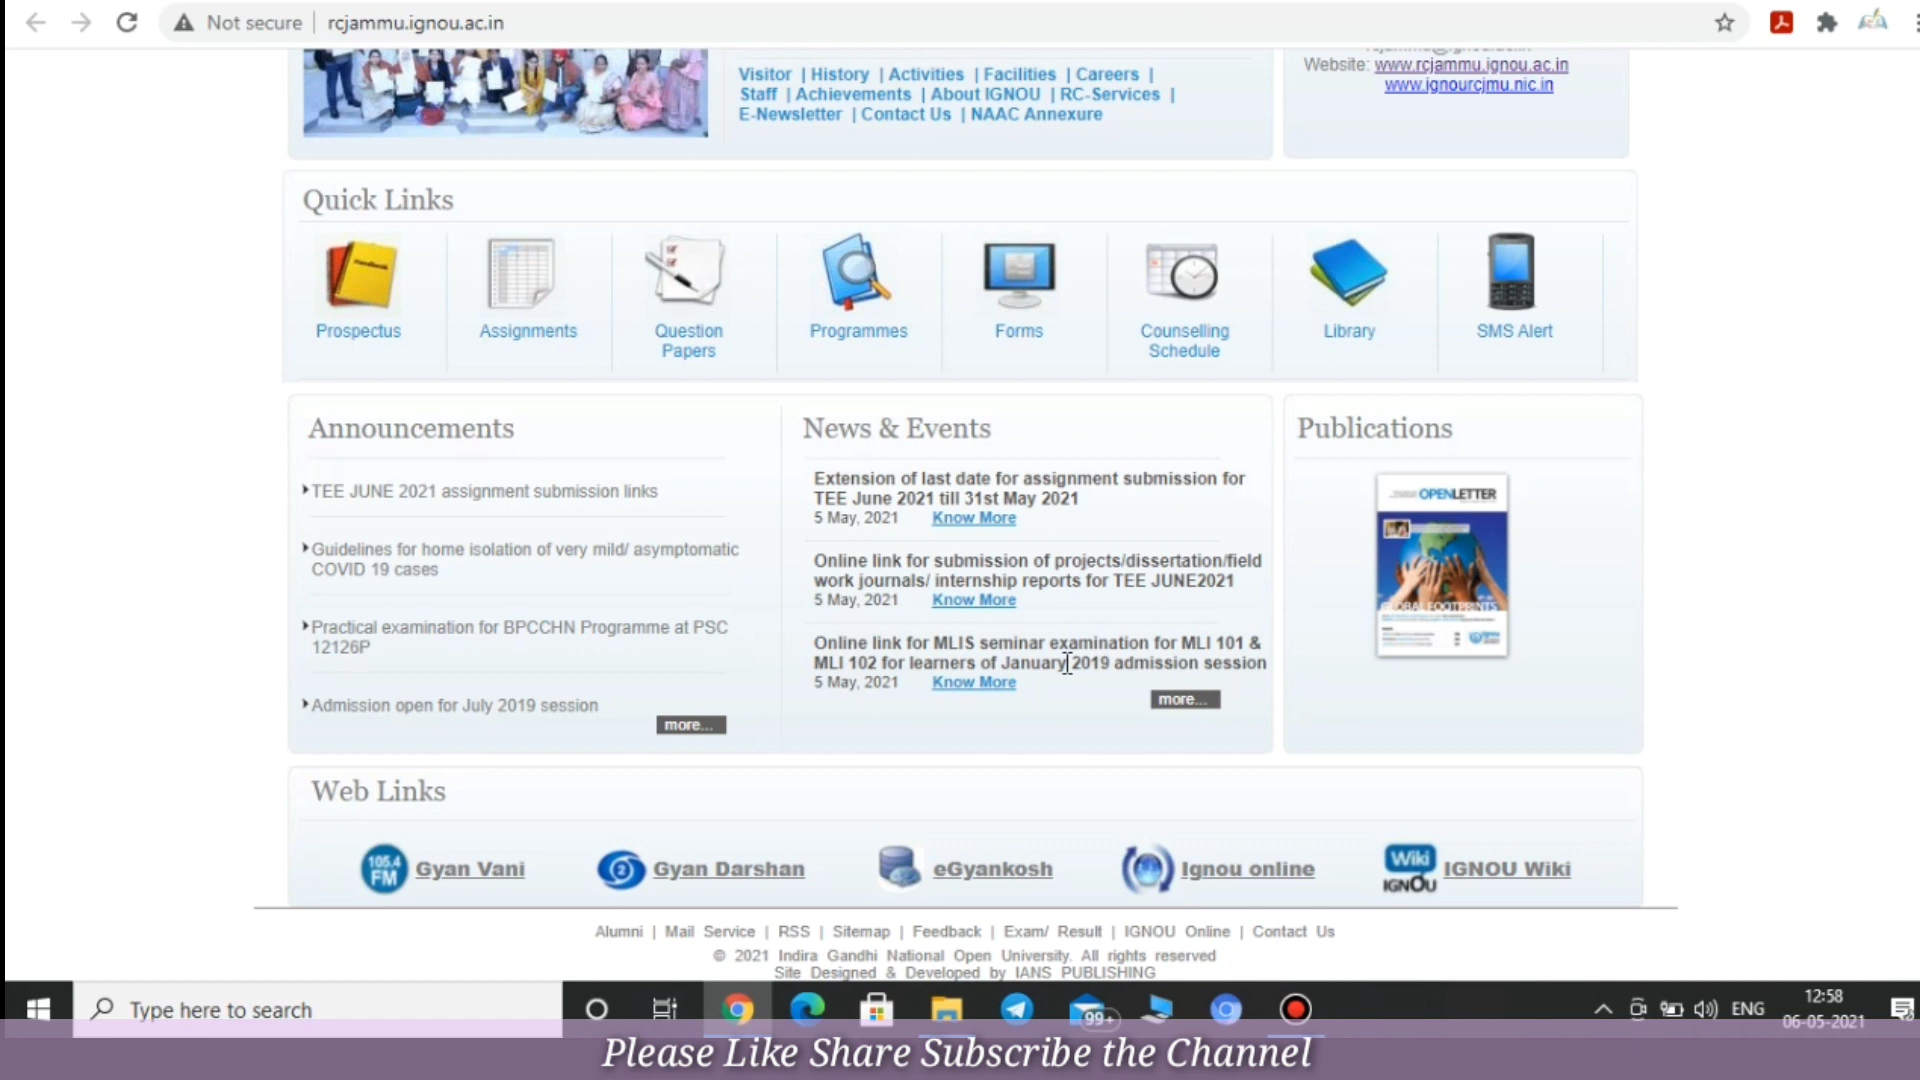 Not secure
rcjammu.ignou.ac.in
Visitor | History | Activities | Facilities | Careers |
Staff | Achievements | About IGNOU | RC-Services |
E-Newsletter | Contact Us | NAAC Annexure
Website: www.rcjammu.ignou.ac.in
www.ignourcjmu.nic.in
Quick Links
Handbook
Prospectus
Assignments
Question
Papers
Programmes
Forms
Counselling
Schedule
Library
SMS Alert
Announcements
TEE JUNE 2021 assignment submission links
Guidelines for home isolation of very mild/ asymptomatic
COVID 19 cases
Practical examination for BPCCHN Programme at PSC
12126P
Admission open for July 2019 session
more...
News & Events
Extension of last date for assignment submission for
TEE June 2021 till 31st May 2021
5 May, 2021 Know More
Online link for submission of projects/dissertation/field
work journals/ internship reports for TEE JUNE2021
5 May, 2021 Know More
Online link for MLIS seminar examination for MLI 101 &
MLI 102 for learners of January 2019 admission session
5 May, 2021 Know More
more...
Publications
OPENLETTER
GLOBAL FOOTPRINTS
Web Links
105.4
FM
Gyan Vani
2
Gyan Darshan
eGyankosh
Ignou online
Wiki
IGNOU
IGNOU Wiki
Alumni | Mail Service | RSS | Sitemap | Feedback | Exam/ Result | IGNOU Online | Contact Us
© 2021 Indira Gandhi National Open University. All rights reserved
Site Designed & Developed by IANS PUBLISHING
Type here to search
99+
ENG
12:58
06-05-2021
Please Like Share Subscribe the Channel